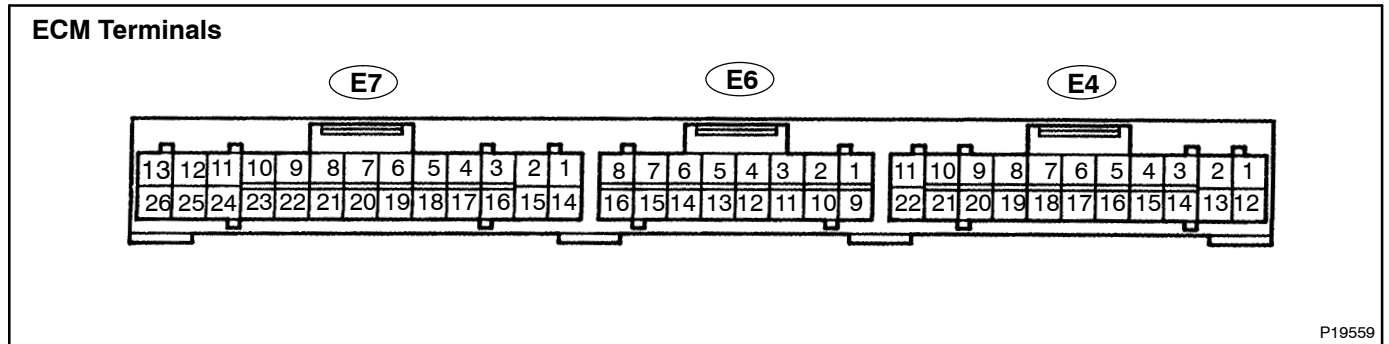 ECM Terminals
E7 E6 E4
13 12 11 10 9 8 7 6 5 4 3 2 1 8 7 6 5 4 3 2 1 11 10 9 8 7 6 5 4 3 2 1
26 25 24 23 22 21 20 19 18 17 16 15 14 16 15 14 13 12 11 10 9 22 21 20 19 18 17 16 15 14 13 12
P19559